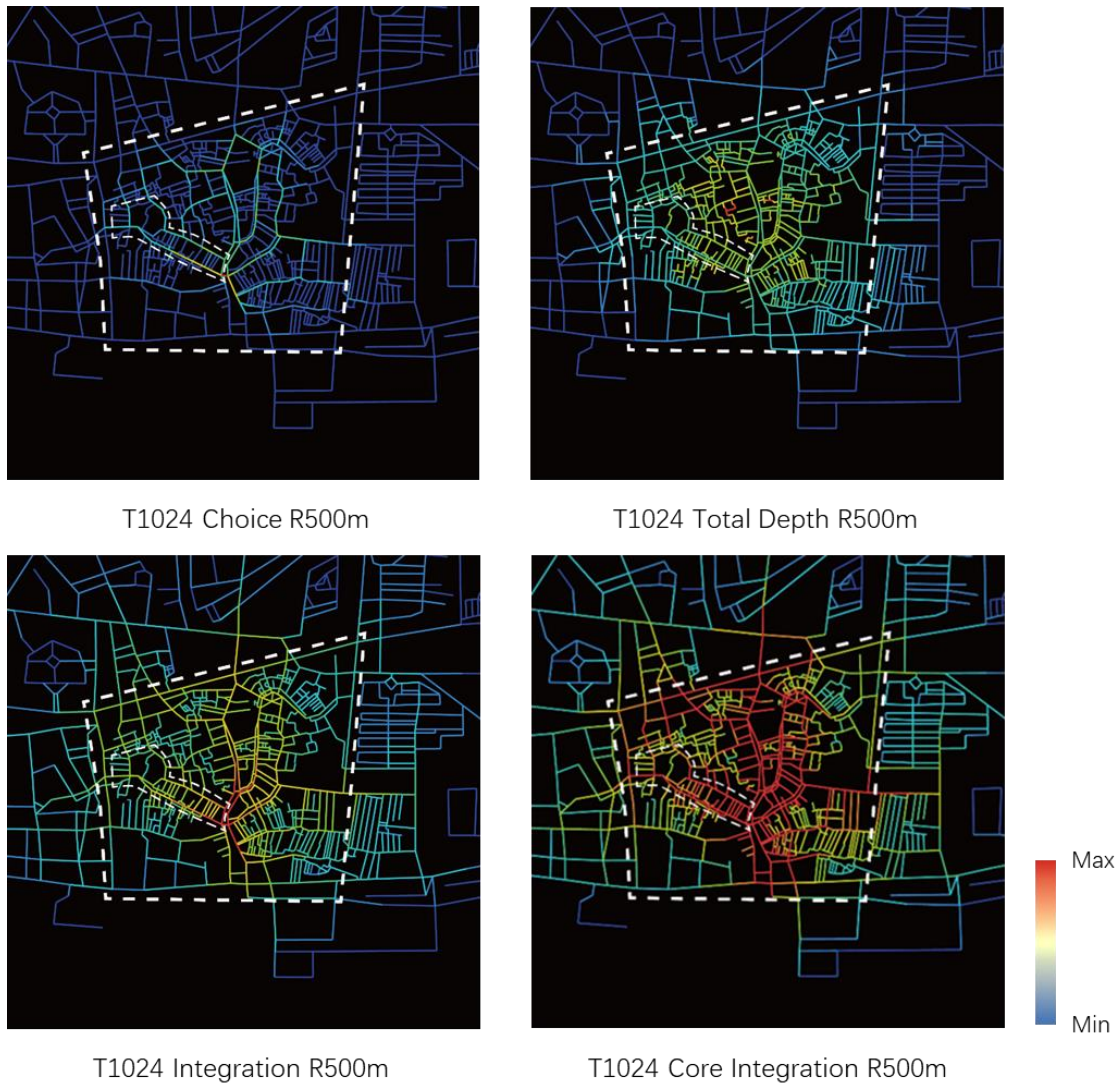 T1024 Choice R500m
T1024 Total Depth R500m
Max
Min
T1024 Integration R500m
T1024 Core Integration R500m